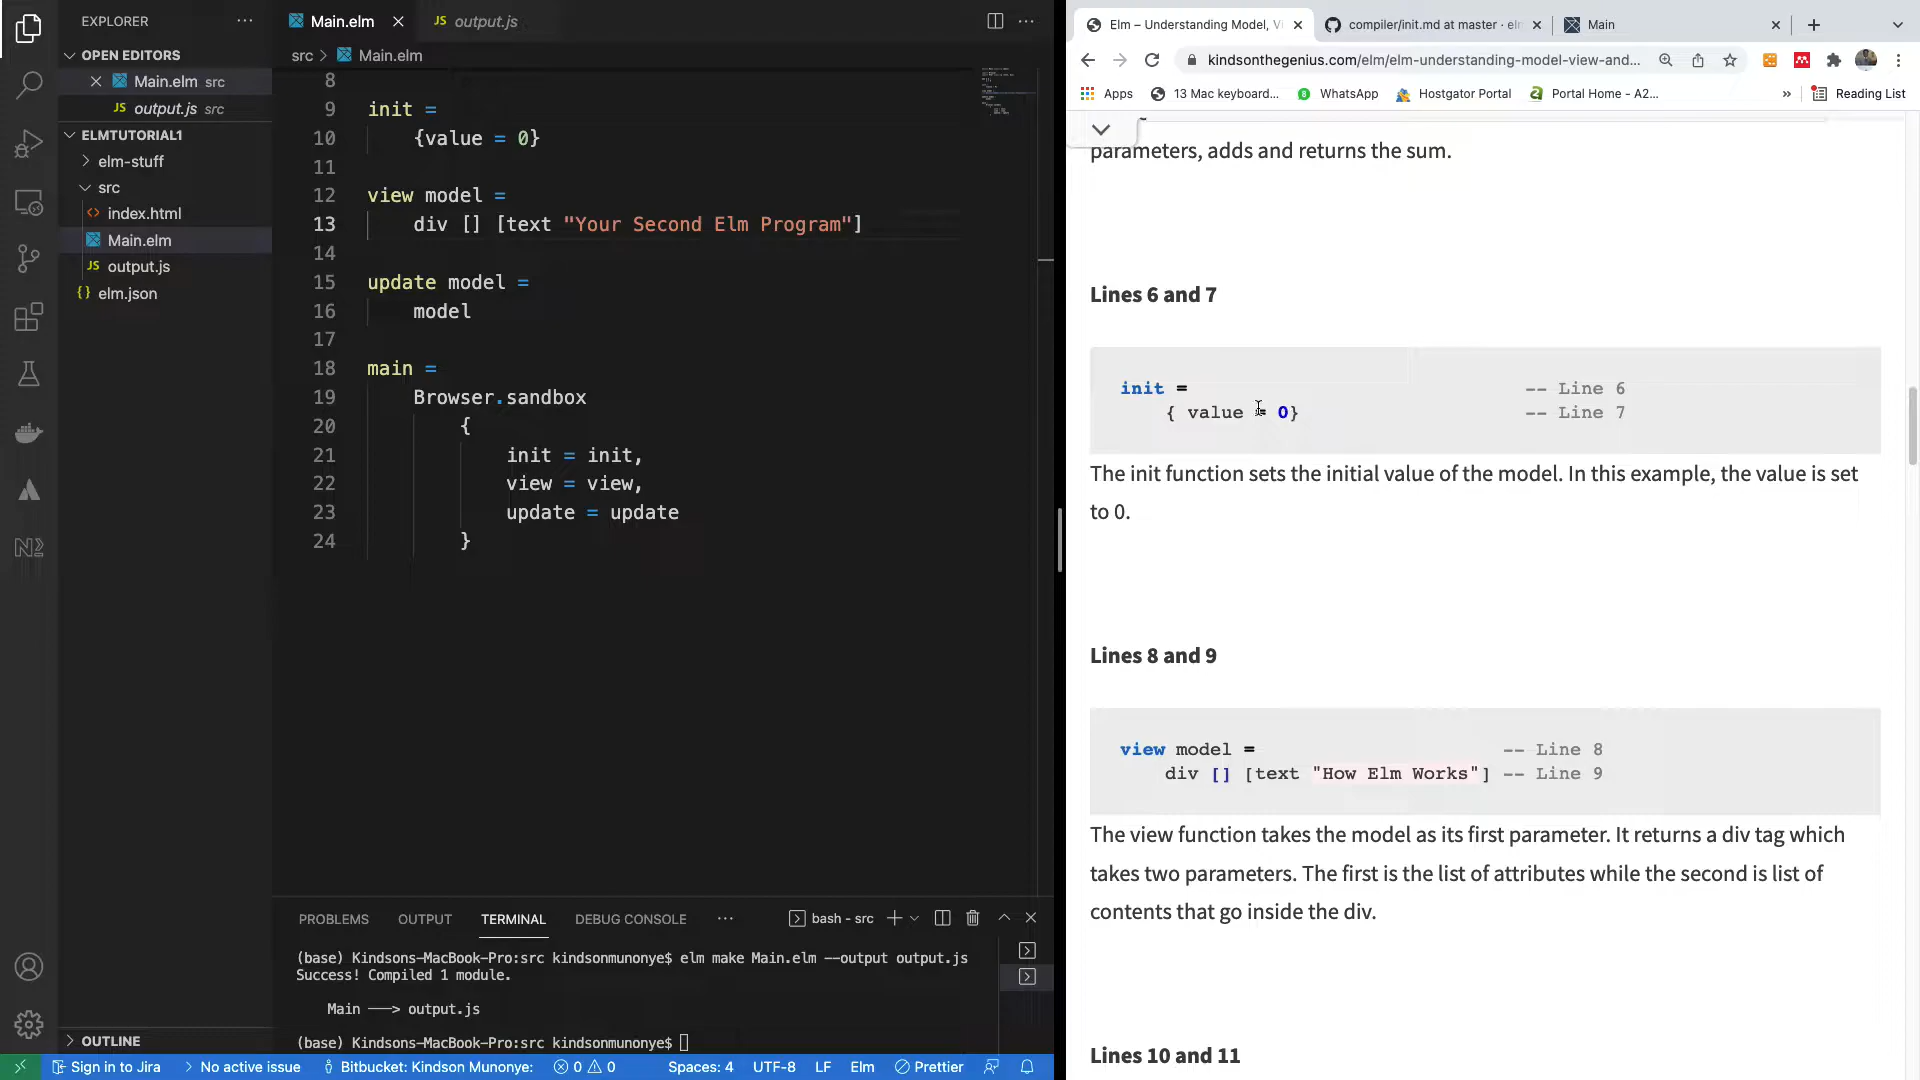 EXPLORER
OPEN EDITORS
Main.elm src
JS output.js src
ELMTUTORIAL1
elm-stuff
src
index.html
Main.elm
JS output.js
{} elm.json
OUTLINE
Main.elm
JS output.js
src > Main.elm
8
9 init =
10 {value = 0}
11
12 view model =
13 div [] [text "Your Second Elm Program"]
14
15 update model =
16 model
17
18 main =
19 Browser.sandbox
20 {
21 init = init,
22 view = view,
23 update = update
24 }
PROBLEMS OUTPUT TERMINAL DEBUG CONSOLE ··· bash - src
(base) Kindsons-MacBook-Pro:src kindsonmunonye$ elm make Main.elm --output output.js
Success! Compiled 1 module.
Main ───> output.js
(base) Kindsons-MacBook-Pro:src kindsonmunonye$
Sign in to Jira No active issue Bitbucket: Kindson Munonye: 0 0 Spaces: 4 UTF-8 LF Elm Prettier
Elm – Understanding Model, V
compiler/init.md at master · elm
Main
kindsonthegenius.com/elm/elm-understanding-model-view-and...
Apps 13 Mac keyboard... WhatsApp Hostgator Portal Portal Home - A2... » Reading List
parameters, adds and returns the sum.
Lines 6 and 7
init = -- Line 6
{ value = 0} -- Line 7
The init function sets the initial value of the model. In this example, the value is set
to 0.
Lines 8 and 9
view model = -- Line 8
div [] [text "How Elm Works"] -- Line 9
The view function takes the model as its first parameter. It returns a div tag which
takes two parameters. The first is the list of attributes while the second is list of
contents that go inside the div.
Lines 10 and 11